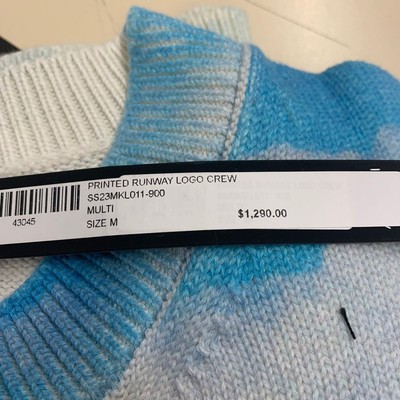 PRINTED RUNWAY LOGO CREW
SS23MKL011-900
MULTI
SIZE M
$1,290.00
43045